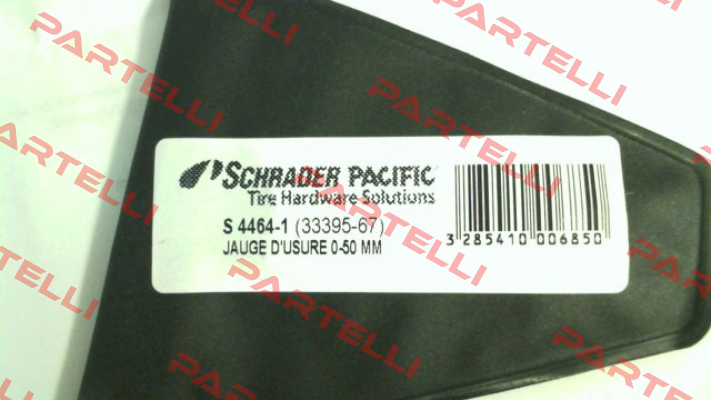 SCHRADER PACIFIC
Tire Hardware Solutions
S 4464-1 (33395-67)
JAUGE D'USURE 0-50 MM
3 285410 006850
PARTELLI
PARTELLI
PARTELLI
PARTELLI
PARTELLI
PARTELLI
PARTELLI
PARTELLI
PARTELLI
PARTELLI